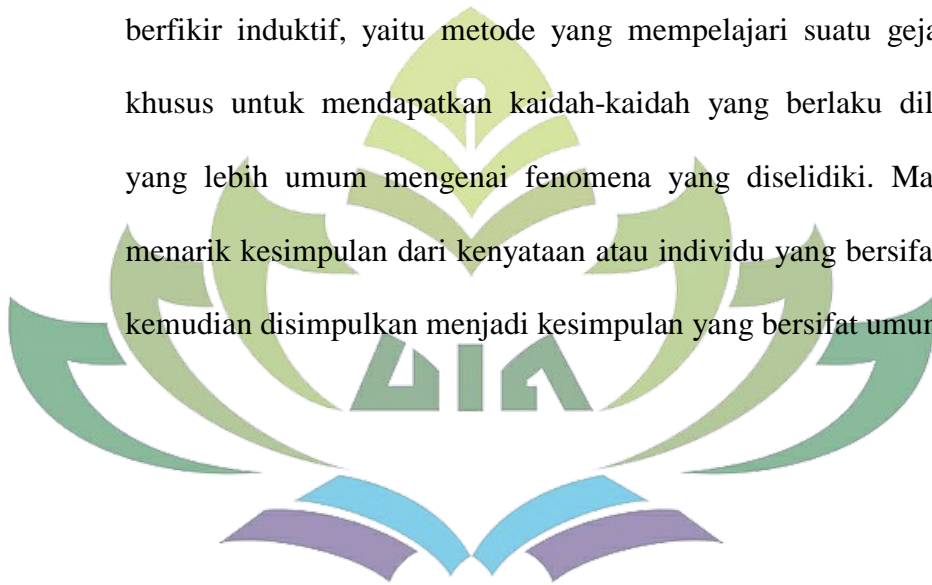 berfikir induktif, yaitu metode yang mempelajari suatu geja
khusus untuk mendapatkan kaidah-kaidah yang berlaku dil
yang lebih umum mengenai fenomena yang diselidiki. Ma
menarik kesimpulan dari kenyataan atau individu yang bersifa
kemudian disimpulkan menjadi kesimpulan yang bersifat umum
UIN